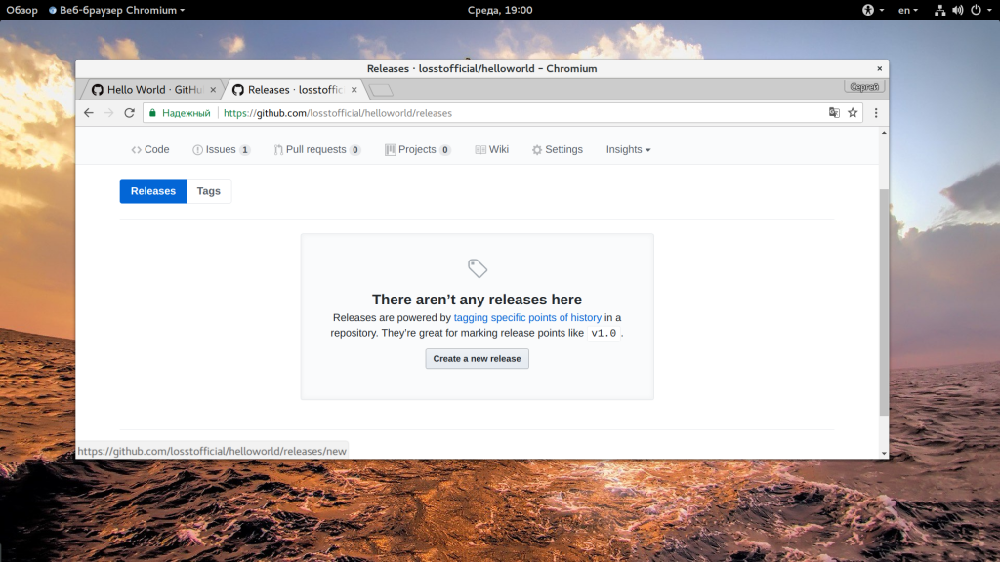 Обзор Веб-браузер Chromium Среда, 19:00 en
Releases · losstofficial/helloworld – Chromium ×
Hello World · GitHu × Releases · losstoffic × Сергей
Надежный https://github.com/losstofficial/helloworld/releases
Code Issues 1 Pull requests 0 Projects 0 Wiki Settings Insights
Releases Tags
There aren’t any releases here
Releases are powered by tagging specific points of history in a
repository. They’re great for marking release points like v1.0 .
Create a new release
https://github.com/losstofficial/helloworld/releases/new